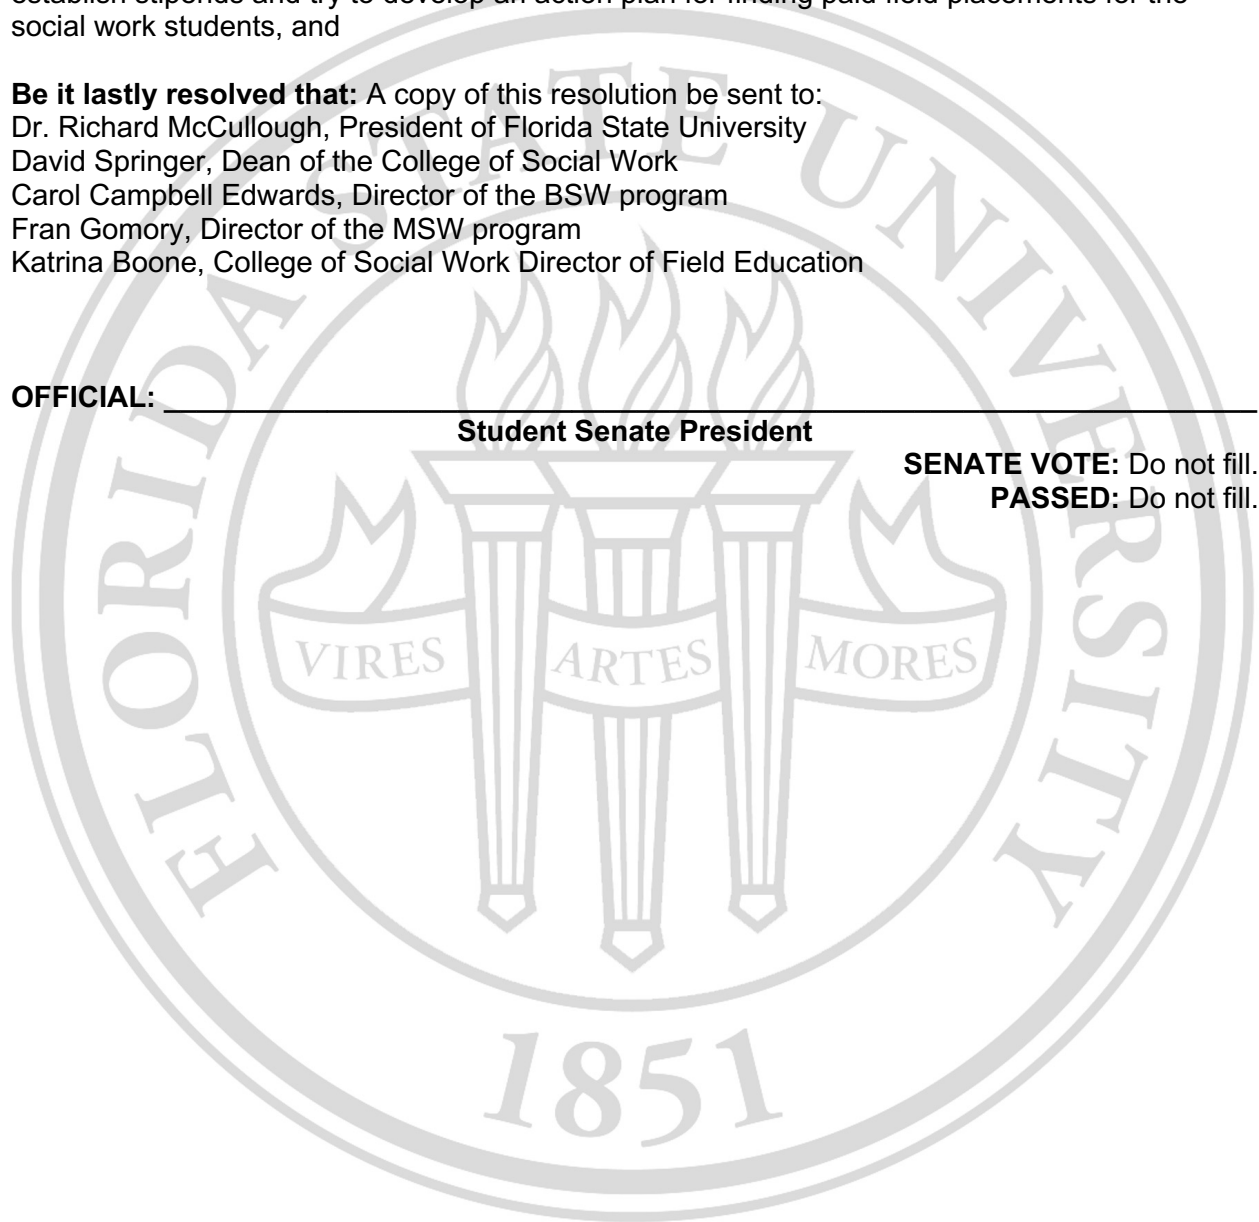 establish stipends and try to develop an action plan for finding paid field placements for the
social work students, and
Be it lastly resolved that: A copy of this resolution be sent to:
Dr. Richard McCullough, President of Florida State University
David Springer, Dean of the College of Social Work
Carol Campbell Edwards, Director of the BSW program
Fran Gomory, Director of the MSW program
Katrina Boone, College of Social Work Director of Field Education
OFFICIAL:
Student Senate President
SENATE VOTE: Do not fill.
PASSED: Do not fill.
FLORIDA STATE UNIVERSITY
VIRES ARTES MORES
1851